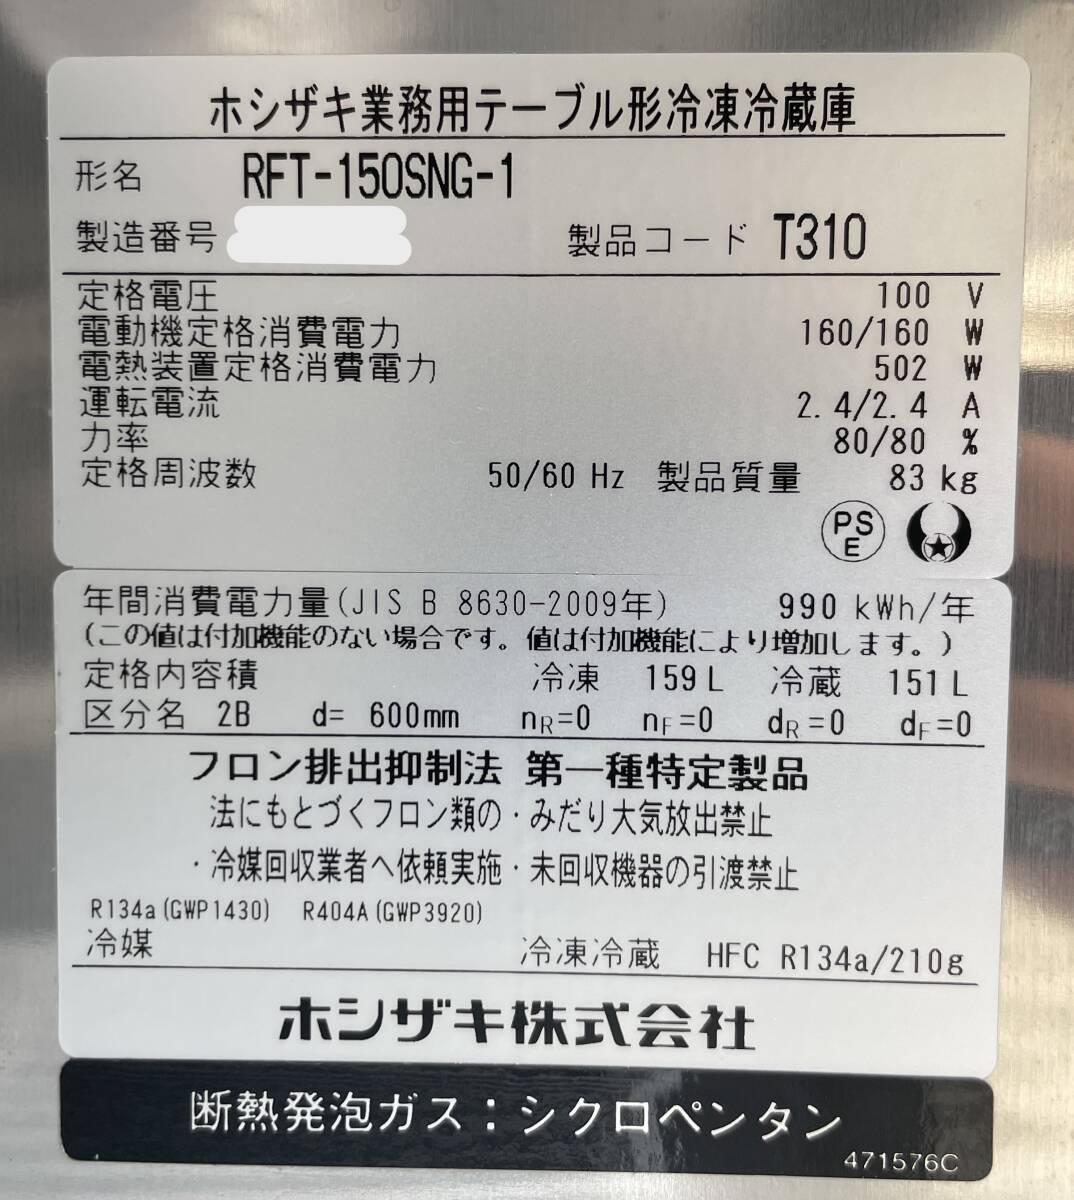 ホシザキ業務用テーブル形冷凍冷蔵庫
形名 RFT-150SNG-1
製造番号 製品コード T310
定格電圧 100 V
電動機定格消費電力 160/160 W
電熱装置定格消費電力 502 W
運転電流 2.4/2.4 A
力率 80/80 %
定格周波数 50/60 Hz 製品質量 83 kg
PSE
年間消費電力量(JIS B 8630-2009年) 990 kWh/年
(この値は付加機能のない場合です。値は付加機能により増加します。)
定格内容積 冷凍 159 L 冷蔵 151 L
区分名 2B d= 600mm nR=0 nF=0 dR=0 dF=0
フロン排出抑制法 第一種特定製品
法にもとづくフロン類の・みだり大気放出禁止
・冷媒回収業者へ依頼実施・未回収機器の引渡禁止
R134a(GWP1430) R404A(GWP3920)
冷媒 冷凍冷蔵 HFC R134a/210g
ホシザキ株式会社
断熱発泡ガス：シクロペンタン
471576C